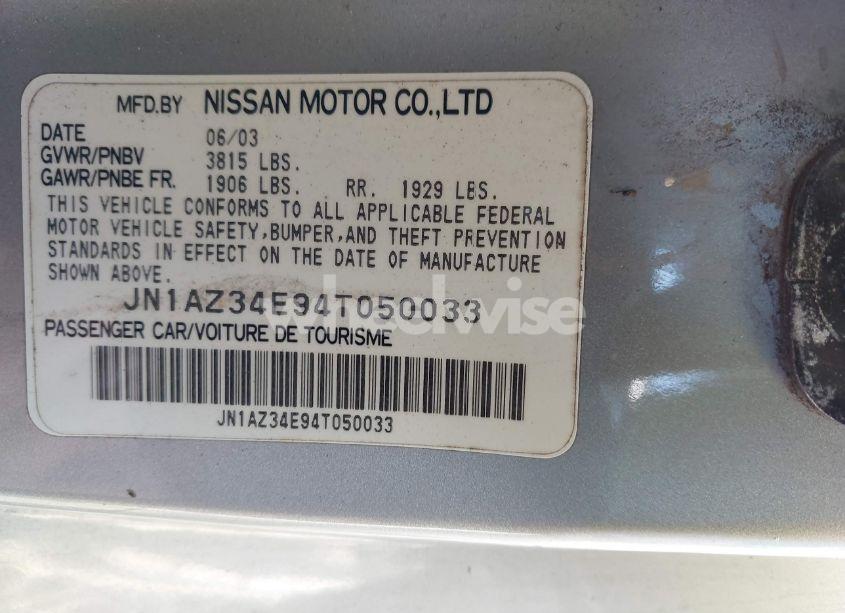 MFD.BY NISSAN MOTOR CO.,LTD
DATE 06/03
GVWR/PNBV 3815 LBS.
GAWR/PNBE FR. 1906 LBS. RR. 1929 LBS.
THIS VEHICLE CONFORMS TO ALL APPLICABLE FEDERAL
MOTOR VEHICLE SAFETY,BUMPER,AND THEFT PREVENTION
STANDARDS IN EFFECT ON THE DATE OF MANUFACTURE
SHOWN ABOVE.
JN1AZ34E94T050033
wheelwise
PASSENGER CAR/VOITURE DE TOURISME
JN1AZ34E94T050033